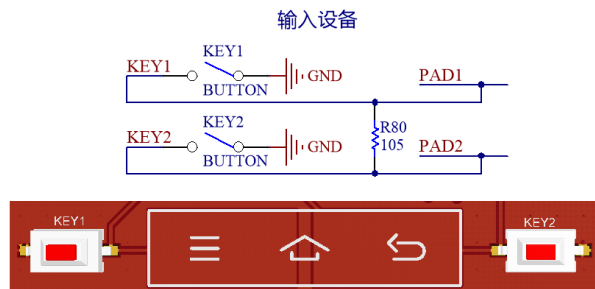 输入设备
KEY1
KEY1
GND
PAD1
BUTTON
R80
105
KEY2
KEY2
GND
PAD2
BUTTON
KEY1
KEY2